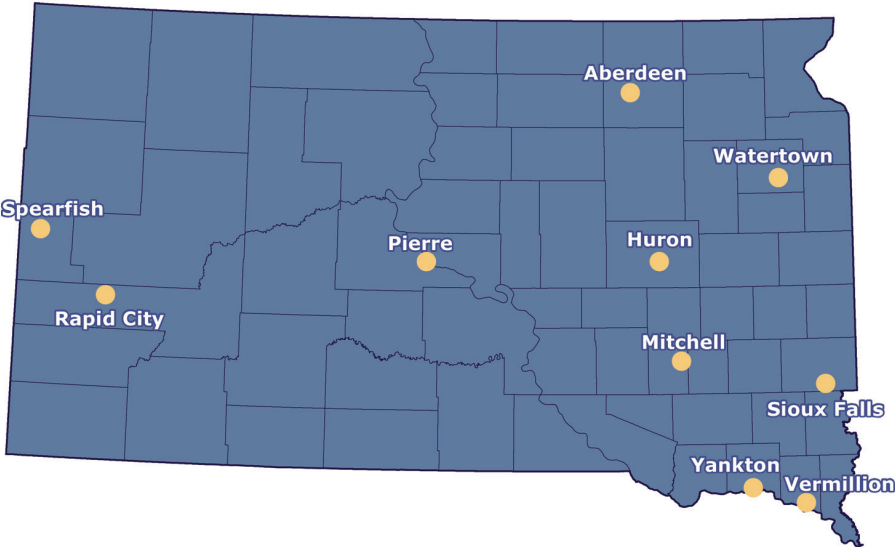 Aberdeen
Watertown
Spearfish
Pierre
Huron
Rapid City
Mitchell
Sioux Falls
Yankton
Vermillion